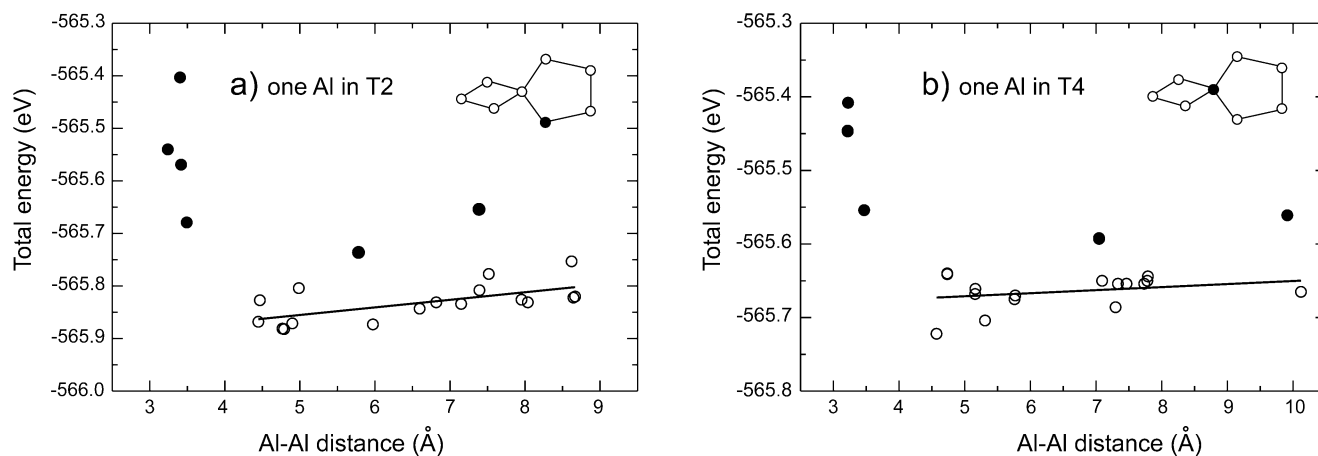 -565.3
-565.4
-565.5
-565.6
-565.7
-565.8
-565.9
-566.0
Total energy (eV)
a) one Al in T2
3 4 5 6 7 8 9
Al-Al distance (Å)
-565.3
-565.4
-565.5
-565.6
-565.7
-565.8
Total energy (eV)
b) one Al in T4
3 4 5 6 7 8 9 10
Al-Al distance (Å)